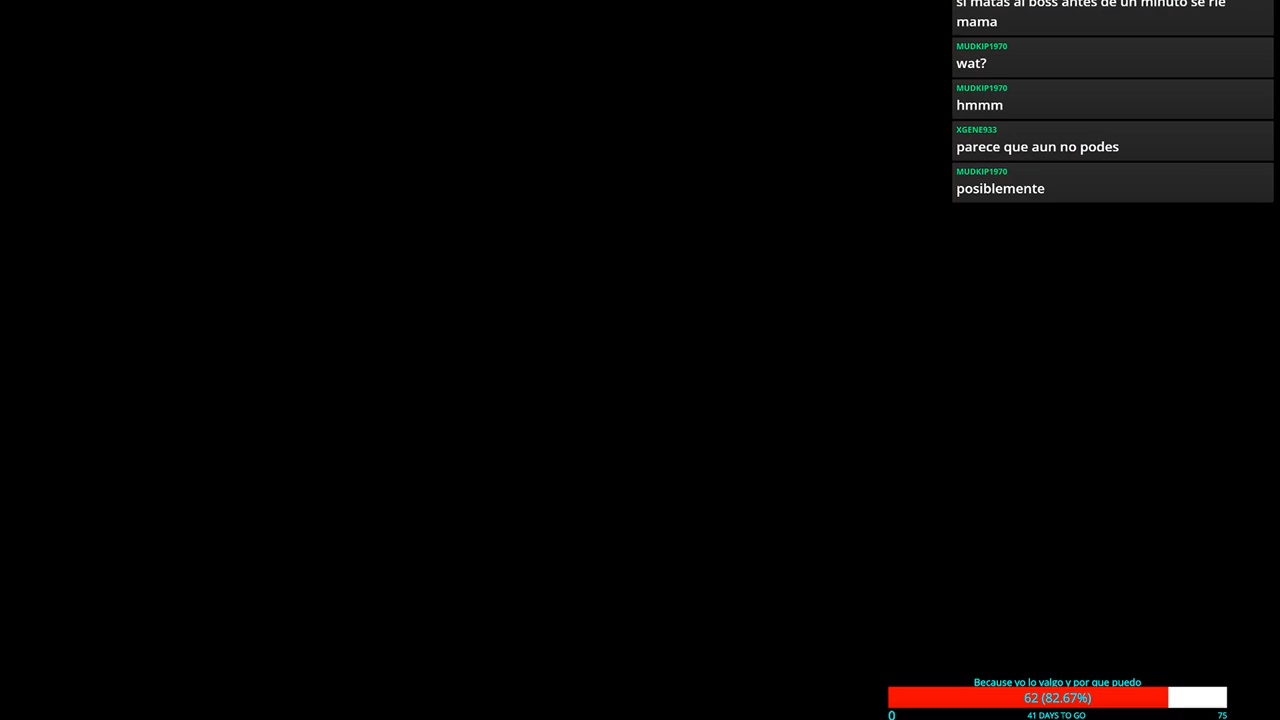 si matas al boss antes de un minuto se rie
mama
MUDKIP1970
wat?
MUDKIP1970
hmmm
XGENE933
parece que aun no podes
MUDKIP1970
posiblemente
Because yo lo valgo y por que puedo
62 (82.67%)
0
41 DAYS TO GO
75